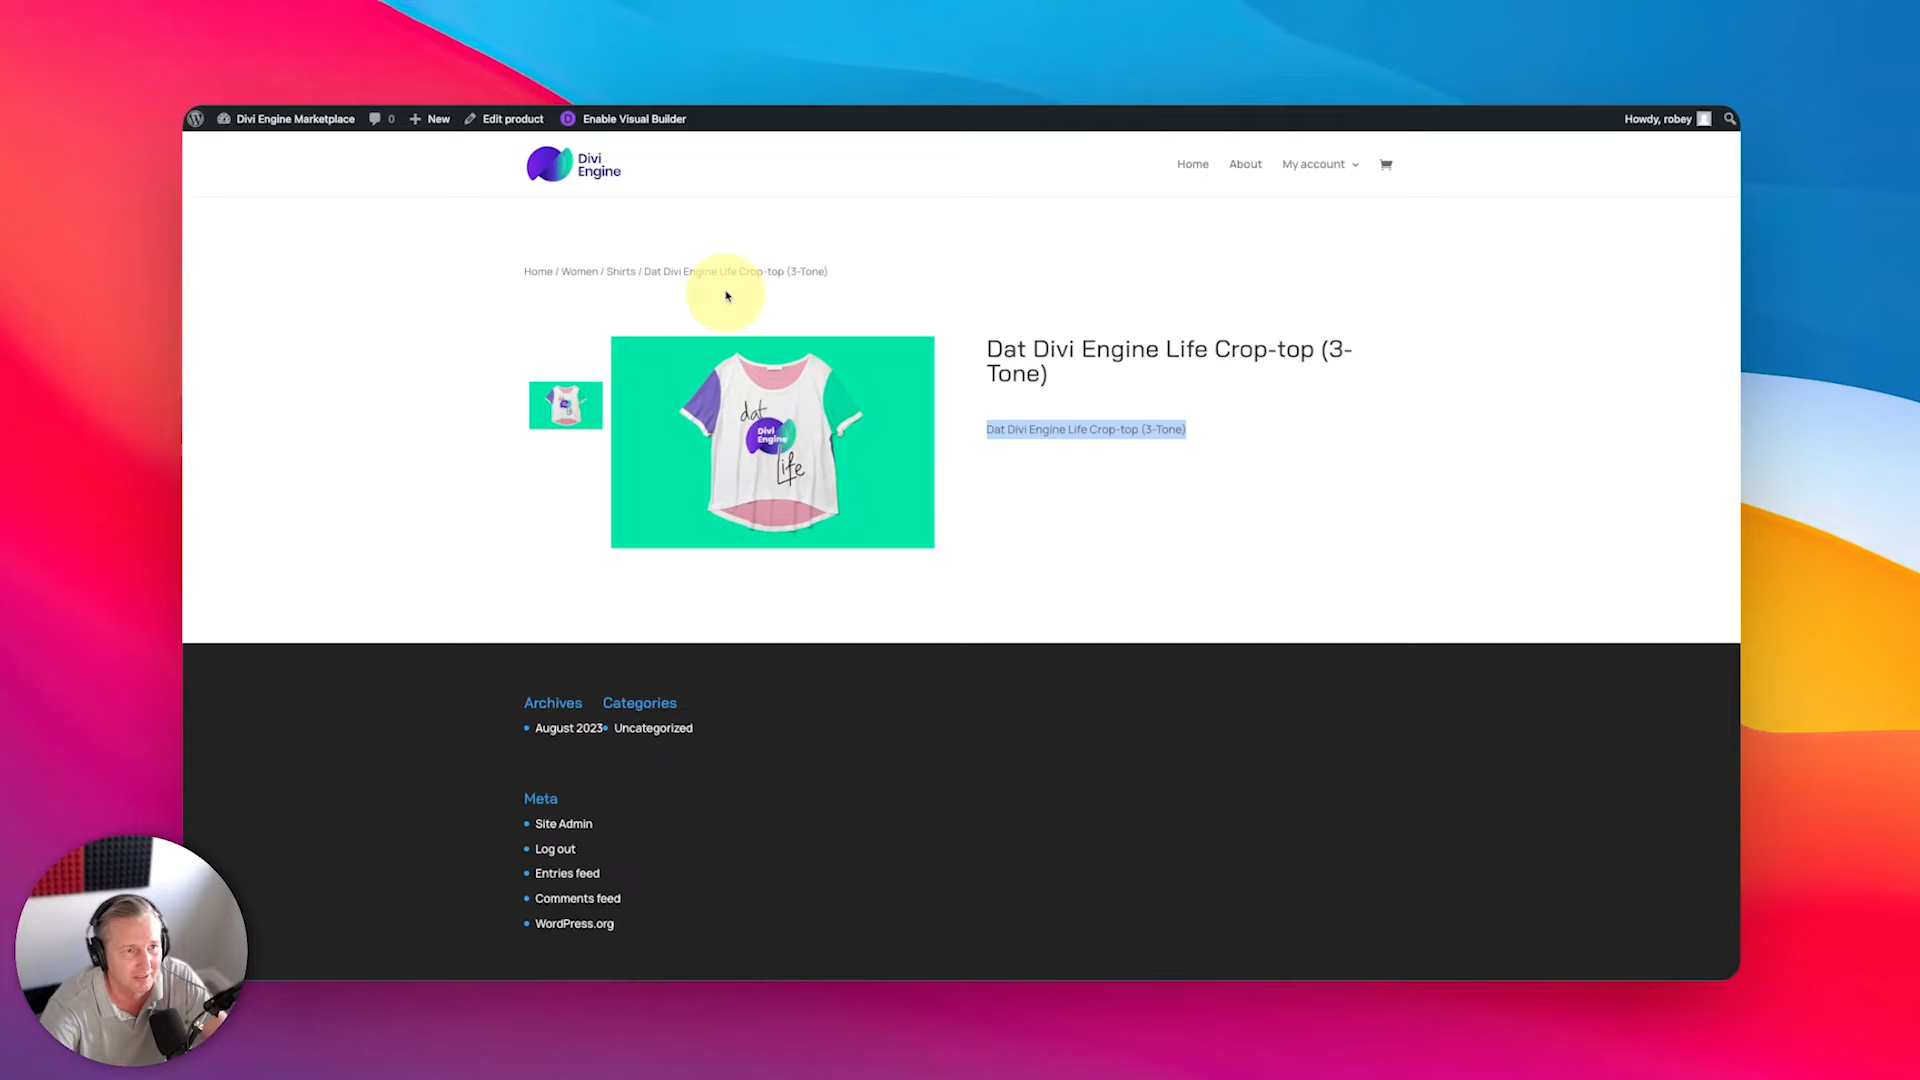 Divi Engine Marketplace 0 New Edit product D Enable Visual Builder Howdy, robey
Divi
Engine
Home About My account
Home / Women / Shirts / Dat Divi Engine Life Crop-top (3-Tone)
Dat Divi Engine Life Crop-top (3-
Tone)
Dat Divi Engine Life Crop-top (3-Tone)
dat
Divi
Engine
Life
Archives Categories
August 2023 Uncategorized
Meta
Site Admin
Log out
Entries feed
Comments feed
WordPress.org